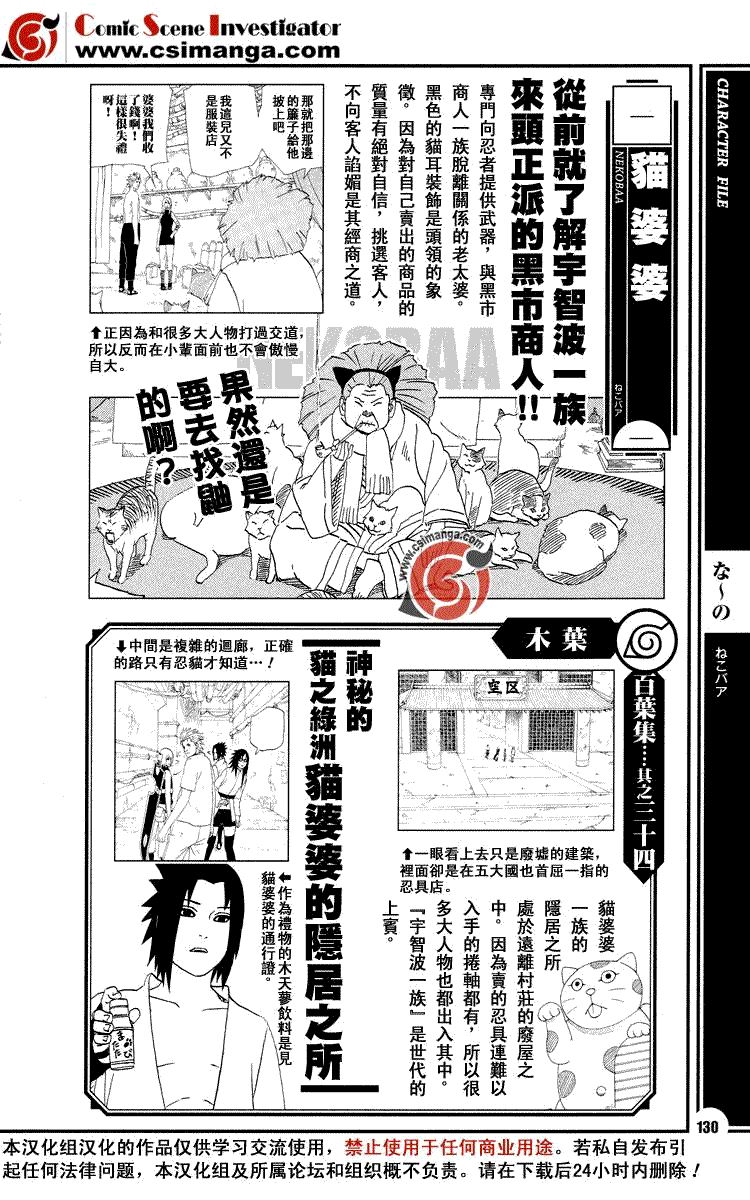 Comic Scene Investigator
www.csimanga.com
CHARACTER FILE
貓婆婆
NEKOBAA
ねこバア
從前就了解宇智波一族
來頭正派的黑市商人!!
專門向忍者提供武器，與黑市
商人一族脫離關係的老太婆。
黑色的貓耳裝飾是頭領的象
徵。因為對自己賣出的商品的
質量有絕對自信，挑選客人，
不向客人諂媚是其經商之道。
那就把那邊
的簾子給他
披上吧
我這兒又不
是服裝店
婆婆我們收
了錢啊！
這樣很失禮
呀！
⬆正因為和很多大人物打過交道，
所以反而在小輩面前也不會傲慢
自大。
NEKOBAA
果然還是
要去找鼬
的啊？
www.csimanga.com
な～の
ねこバア
木葉
百葉集……其之三十四
空区
⬆一眼看上去只是廢墟的建築，
裡面卻是在五大國也首屈一指的
忍具店。
貓婆婆
一族的
隱居之所
處於遠離村莊的廢屋之
中。因為賣的忍具連難以
入手的捲軸都有，所以很
多大人物也都出入其中。
『宇智波一族』是世代的
上賓。
神秘的
貓之綠洲
貓婆婆的隱居之所
⬇中間是複雜的迴廊，正確
的路只有忍貓才知道…！
⬅作為禮物的木天蓼飲料是見
貓婆婆的通行證。
またたび
130
本汉化组汉化的作品仅供学习交流使用，禁止使用于任何商业用途。若私自发布引
起任何法律问题，本汉化组及所属论坛和组织概不负责。请在下载后24小时内删除！